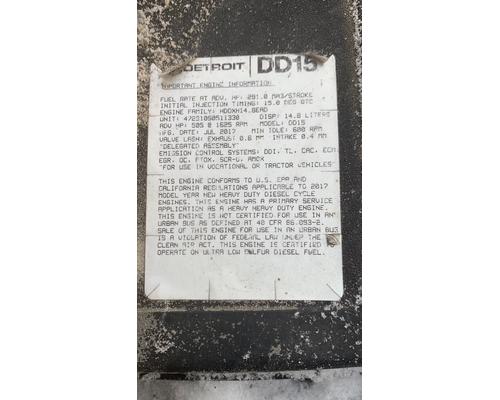 DETROIT DD15
IMPORTANT ENGINE INFORMATION
FUEL RATE AT ADV. HP: 291.0 MM3/STROKE
INITIAL INJECTION TIMING: 15.0 DEG BTC
ENGINE FAMILY: HDDXH14.8EAD
UNIT: 472910S0511330 DISP: 14.8 LITERS
ADV HP: 505 @ 1625 RPM MODEL: DD15
MFG. DATE: JUL 2017 MIN IDLE: 600 RPM
VALVE LASH: EXHAUST 0.6 MM INTAKE 0.4 MM
"DELEGATED ASSEMBLY"
EMISSION CONTROL SYSTEMS: DDI, TC, CAC, ECM
EGR, OC, PTOX, SCR-U, AMOX
"FOR USE IN VOCATIONAL OR TRACTOR VEHICLES"
THIS ENGINE CONFORMS TO U.S. EPA AND
CALIFORNIA REGULATIONS APPLICABLE TO 2017
MODEL YEAR NEW HEAVY DUTY DIESEL CYCLE
ENGINES. THIS ENGINE HAS A PRIMARY SERVICE
APPLICATION AS A HEAVY HEAVY DUTY ENGINE.
THIS ENGINE IS NOT CERTIFIED FOR USE IN AN
URBAN BUS AS DEFINED AT 40 CFR 86.093-2.
SALE OF THIS ENGINE FOR USE IN AN URBAN BUS
IS A VIOLATION OF FEDERAL LAW UNDER THE
CLEAN AIR ACT. THIS ENGINE IS CERTIFIED TO
OPERATE ON ULTRA LOW SULFUR DIESEL FUEL.